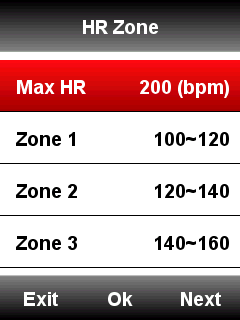 HR Zone
Max HR 200 (bpm)
Zone 1 100~120
Zone 2 120~140
Zone 3 140~160
Exit Ok Next